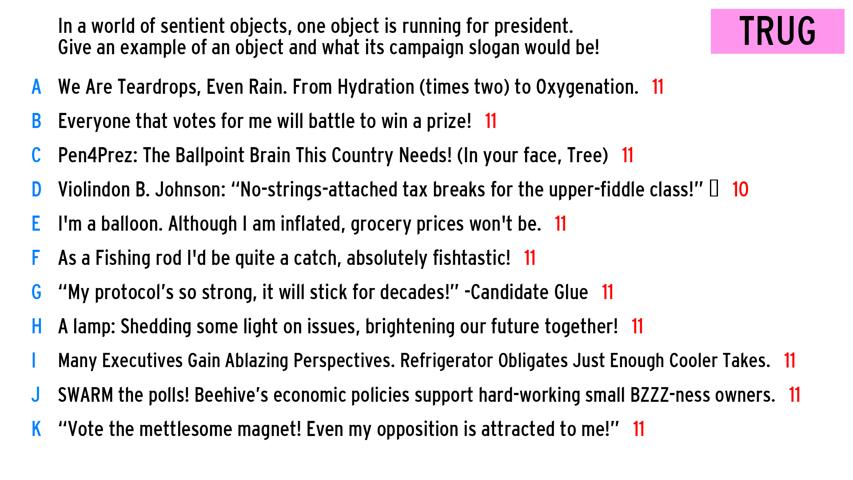 In a world of sentient objects, one object is running for president.
Give an example of an object and what its campaign slogan would be!
TRUG
A We Are Teardrops, Even Rain. From Hydration (times two) to Oxygenation. 11
B Everyone that votes for me will battle to win a prize! 11
C Pen4Prez: The Ballpoint Brain This Country Needs! (In your face, Tree) 11
D Violindon B. Johnson: “No-strings-attached tax breaks for the upper-fiddle class!” 10
E I'm a balloon. Although I am inflated, grocery prices won't be. 11
F As a Fishing rod I'd be quite a catch, absolutely fishtastic! 11
G “My protocol’s so strong, it will stick for decades!” -Candidate Glue 11
H A lamp: Shedding some light on issues, brightening our future together! 11
I Many Executives Gain Ablazing Perspectives. Refrigerator Obligates Just Enough Cooler Takes. 11
J SWARM the polls! Beehive’s economic policies support hard-working small BZZZ-ness owners. 11
K “Vote the mettlesome magnet! Even my opposition is attracted to me!” 11